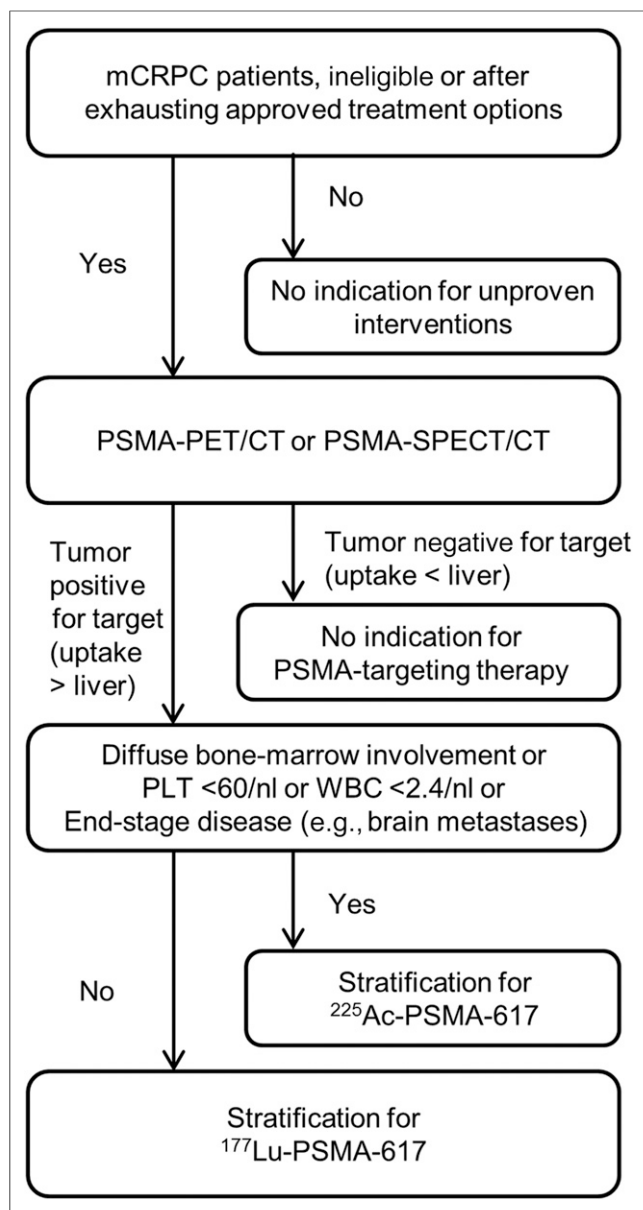 mCRPC patients, ineligible or after
exhausting approved treatment options
No
Yes
No indication for unproven
interventions
PSMA-PET/CT or PSMA-SPECT/CT
Tumor negative for target
(uptake < liver)
Tumor
positive
for target
(uptake
> liver)
No indication for
PSMA-targeting therapy
Diffuse bone-marrow involvement or
PLT <60/nl or WBC <2.4/nl or
End-stage disease (e.g., brain metastases)
Yes
No
Stratification for
²²⁵Ac-PSMA-617
Stratification for
¹⁷⁷Lu-PSMA-617